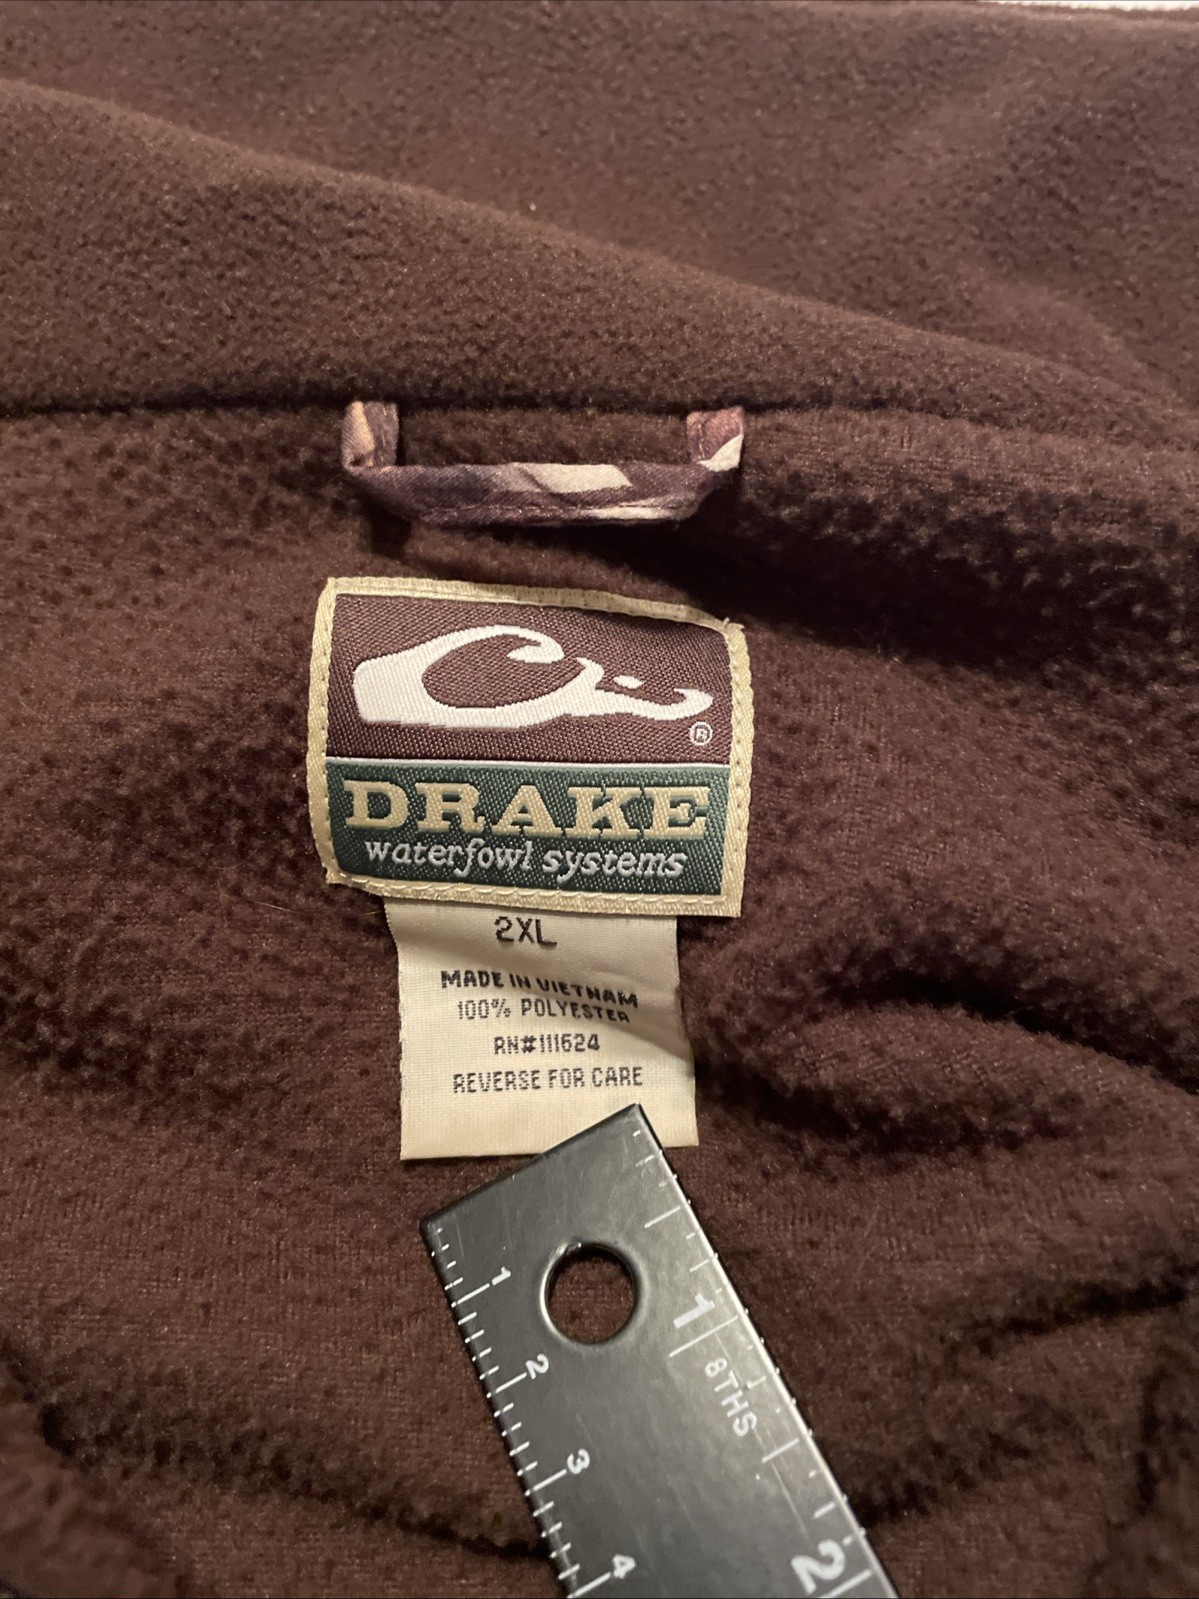 ®
DRAKE
waterfowl systems
2XL
MADE IN VIETNAM
100% POLYESTER
RN#111624
REVERSE FOR CARE
1
8THS
2
1
2
3
4